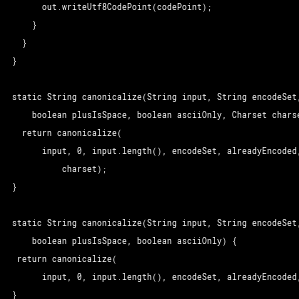 out.writeUtf8CodePoint(codePoint);
}
}
}
static String canonicalize(String input, String encodeSet,
boolean plusIsSpace, boolean asciiOnly, Charset
return canonicalize(
input, 0, input.length(), encodeSet, alreadyEncoded,
charset);
}
static String canonicalize(String input, String encodeSet,
boolean plusIsSpace, boolean asciiOnly) {
return canonicalize(
input, 0, input.length(), encodeSet, alreadyEncoded,
}